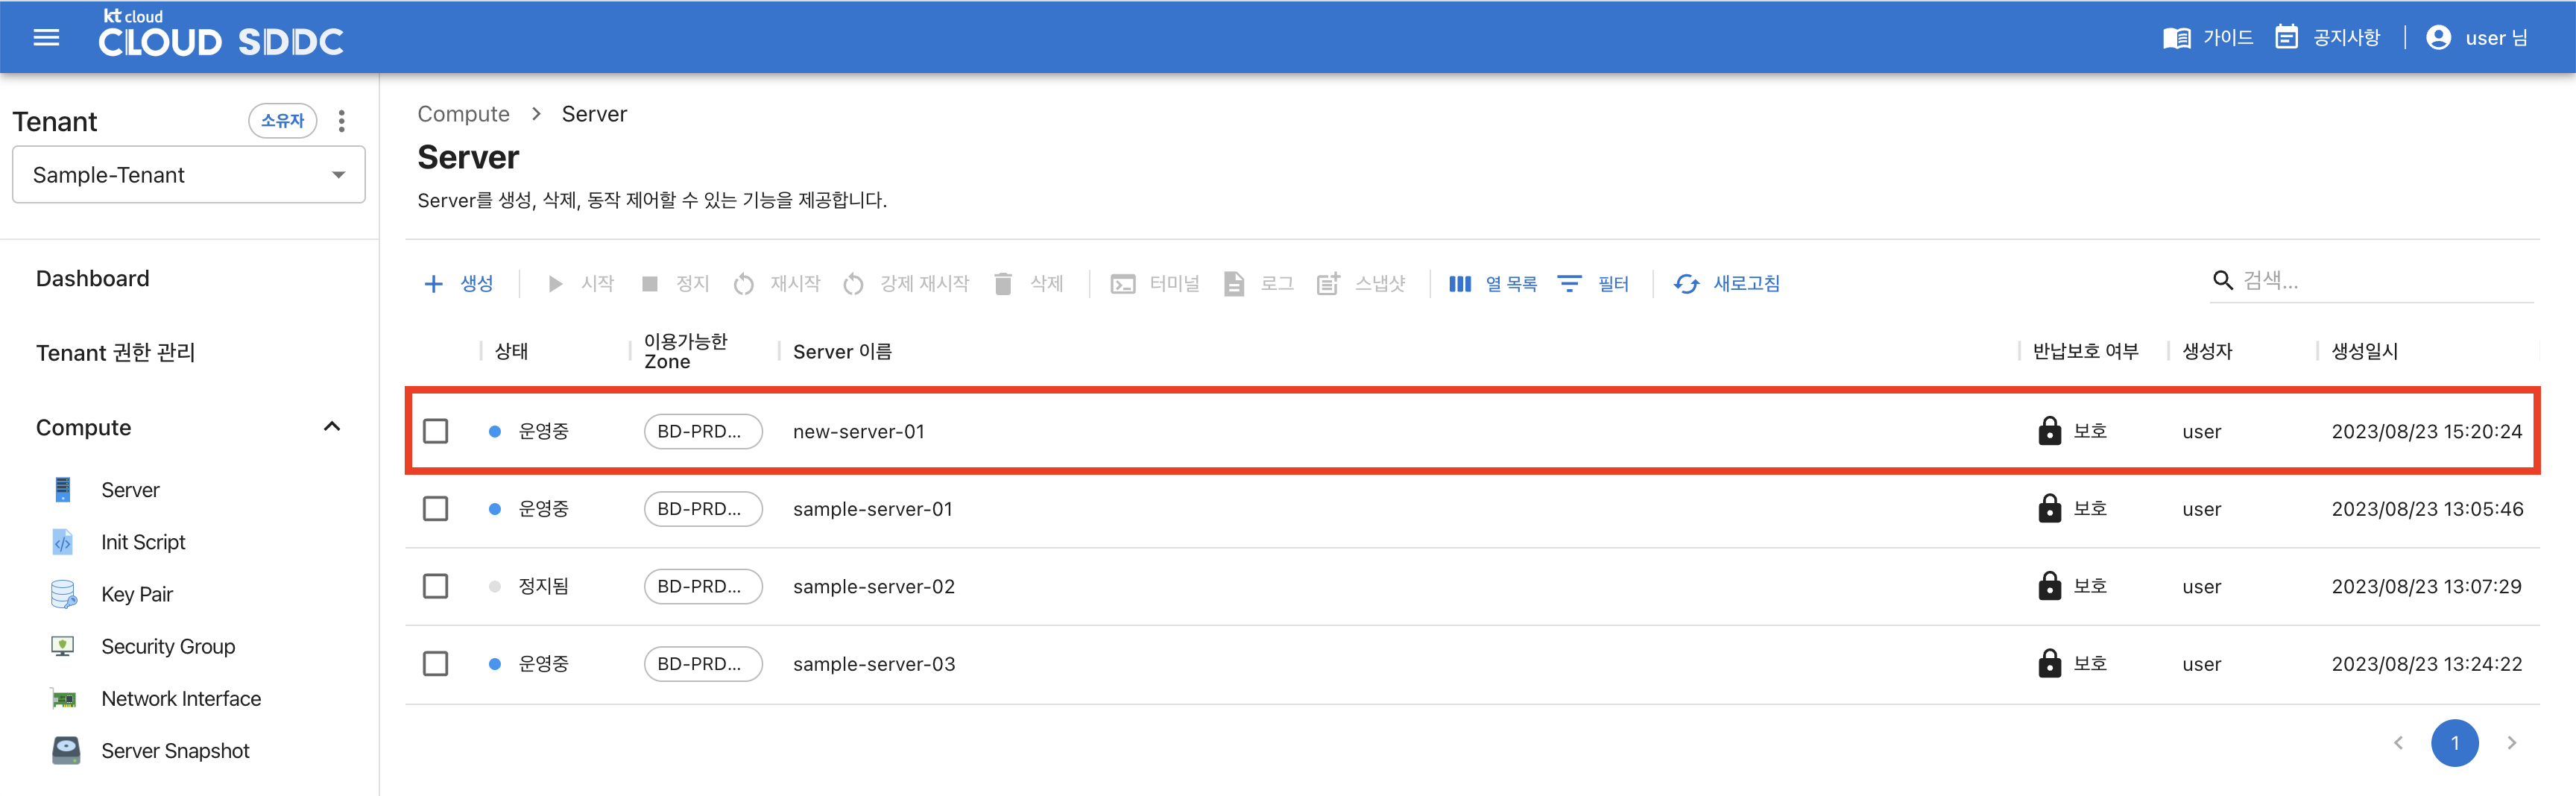 kt cloud
CLOUD SDDC
가이드
공지사항
user 님
Tenant
소유자
Sample-Tenant
Dashboard
Tenant 권한 관리
Compute
Server
Init Script
Key Pair
Security Group
Network Interface
Server Snapshot
Compute > Server
Server
Server를 생성, 삭제, 동작 제어할 수 있는 기능을 제공합니다.
생성 시작 정지 재시작 강제 재시작 삭제 터미널 로그 스냅샷 열 목록 필터 새로고침 검색...
상태 이용가능한 Zone Server 이름 반납보호 여부 생성자 생성일시
운영중 BD-PRD... new-server-01 보호 user 2023/08/23 15:20:24
운영중 BD-PRD... sample-server-01 보호 user 2023/08/23 13:05:46
정지됨 BD-PRD... sample-server-02 보호 user 2023/08/23 13:07:29
운영중 BD-PRD... sample-server-03 보호 user 2023/08/23 13:24:22
1